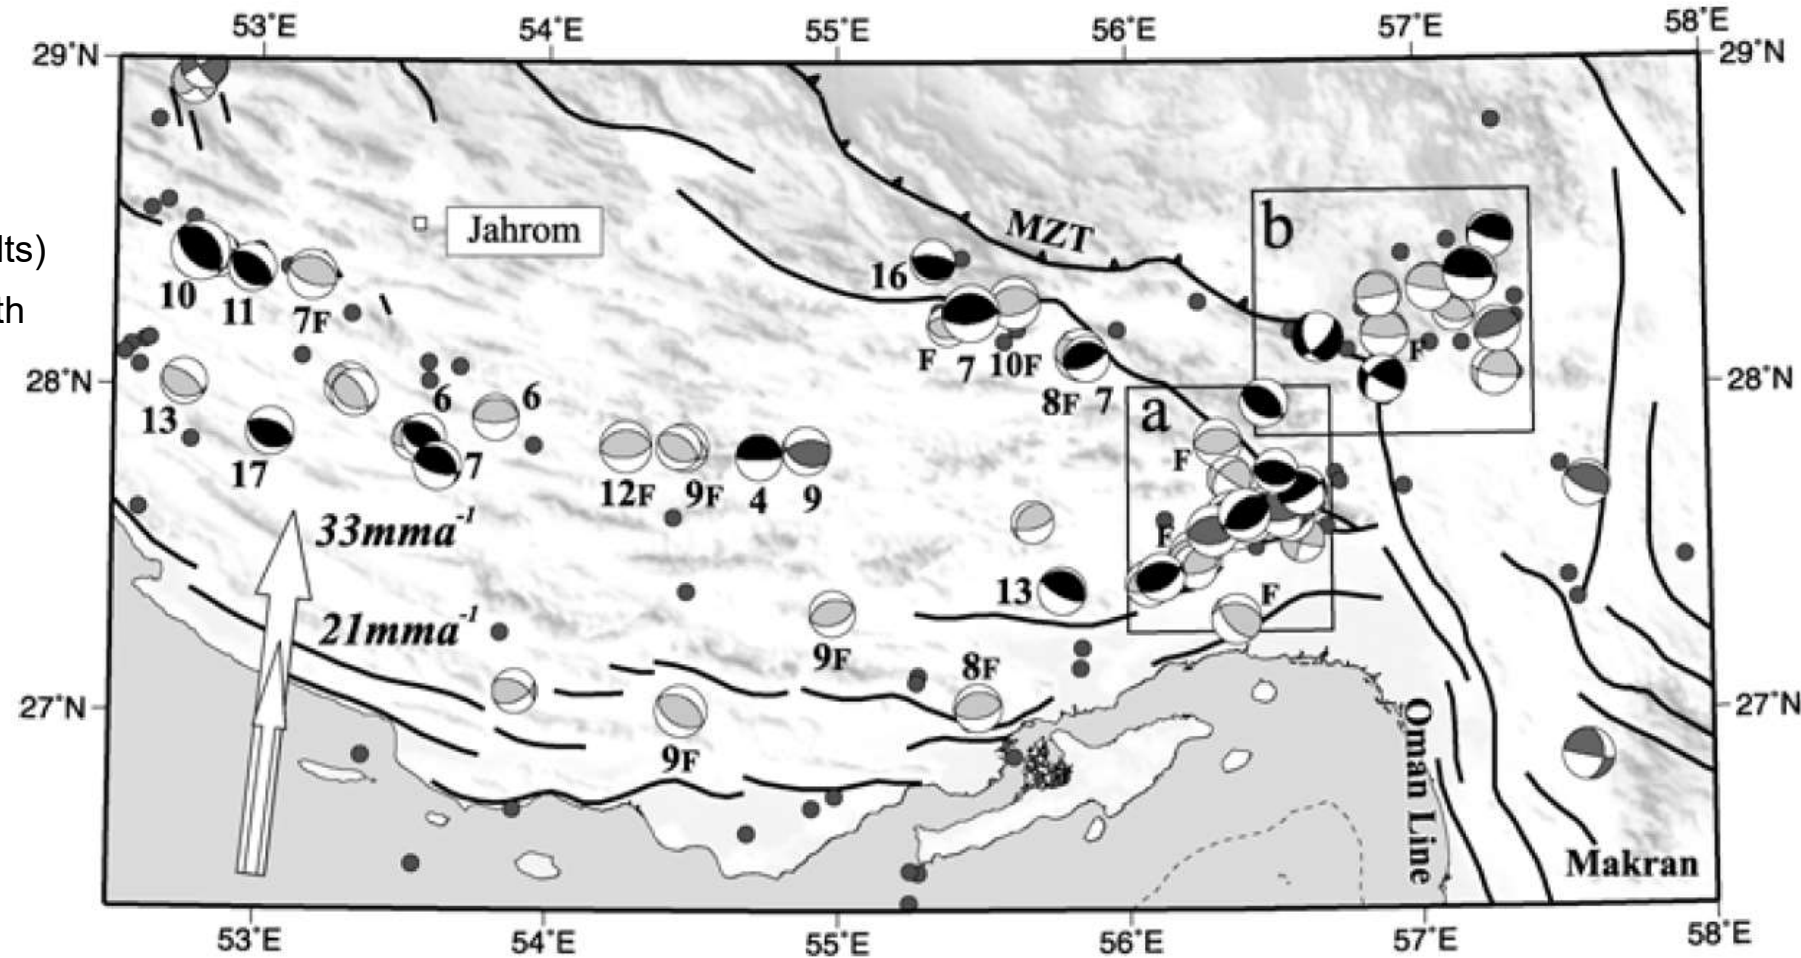 53°E 54°E 55°E 56°E 57°E 58°E
29°N 29°N
lts)
th
Jahrom
MZT
b
16
10 11 7F
F 7 10F
F
28°N 28°N
8F 7
6 6
a
13
F
17 7
12F 9F 4 9
33mma⁻¹
F
13
F
21mma⁻¹
9F 8F
27°N 27°N
9F
Oman Line
Makran
53°E 54°E 55°E 56°E 57°E 58°E